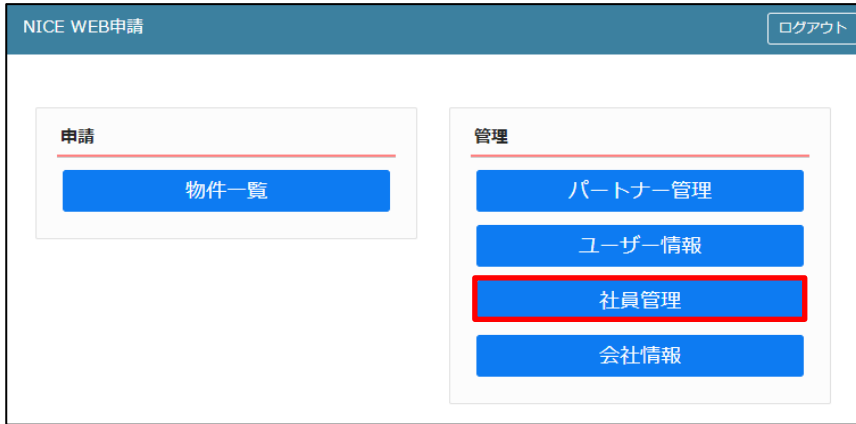 NICE WEB申請
ログアウト
申請
物件一覧
管理
パートナー管理
ユーザー情報
社員管理
会社情報